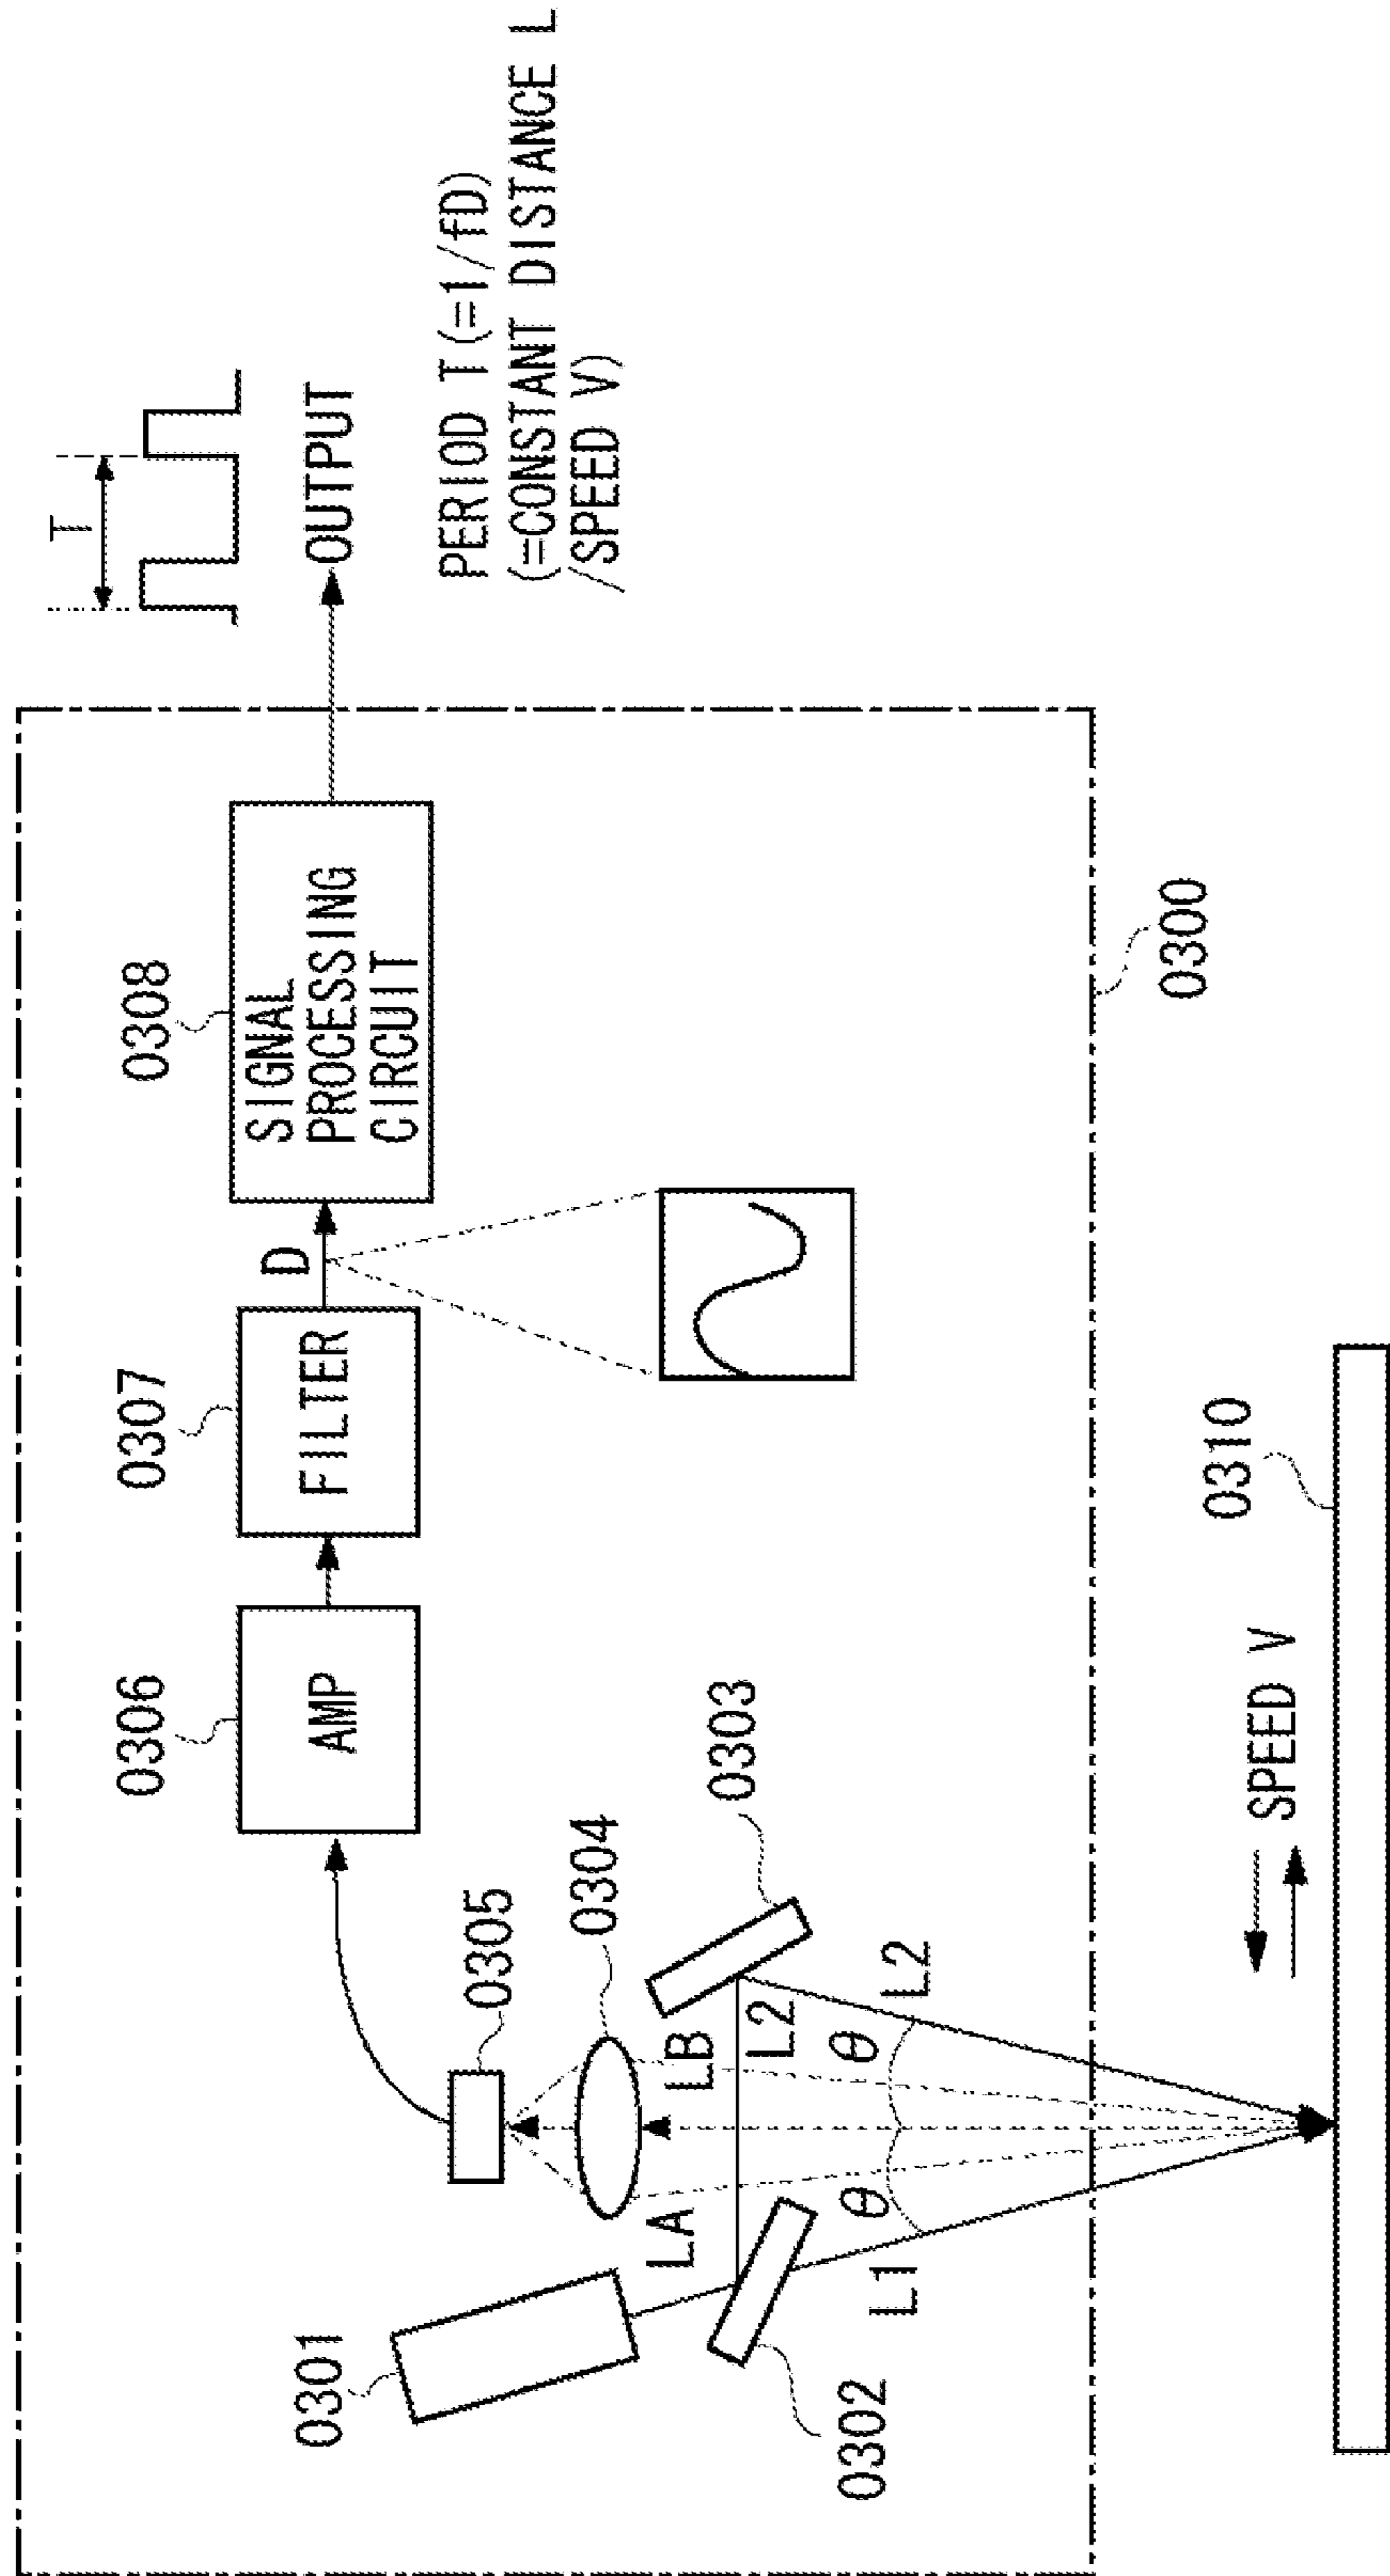 T
OUTPUT
PERIOD T(=1/fD)
(=CONSTANT DISTANCE L
/SPEED V)
0308
SIGNAL
PROCESSING
CIRCUIT
D
0307
FILTER
0306
AMP
0305
0304
0303
0301
0302
LA
LB
L2
θ
θ
L1
L2
0300
SPEED V
0310